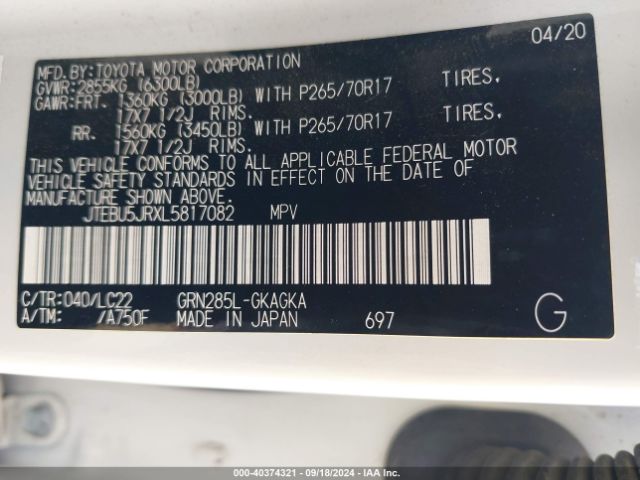 MFD.BY:TOYOTA MOTOR CORPORATION 04/20
GVWR:2855KG (6300LB)
GAWR:FRT. 1360KG (3000LB) WITH P265/70R17 TIRES,
17X7 1/2J RIMS.
RR. 1560KG (3450LB) WITH P265/70R17 TIRES,
17X7 1/2J RIMS.
THIS VEHICLE CONFORMS TO ALL APPLICABLE FEDERAL MOTOR
VEHICLE SAFETY STANDARDS IN EFFECT ON THE DATE OF
MANUFACTURE SHOWN ABOVE.
JTEBU5JRXL5817082 MPV
C/TR:040/LC22 GRN285L-GKAGKA
A/TM: /A750F MADE IN JAPAN 697 G
000-40374321 - 09/18/2024 - IAA Inc.